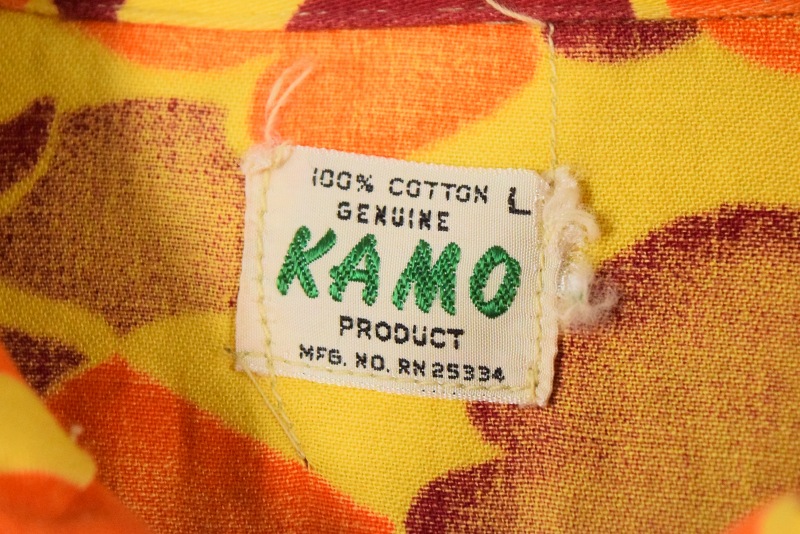 100% COTTON L
GENUINE
KAMO
PRODUCT
MFG. NO. RN 25334